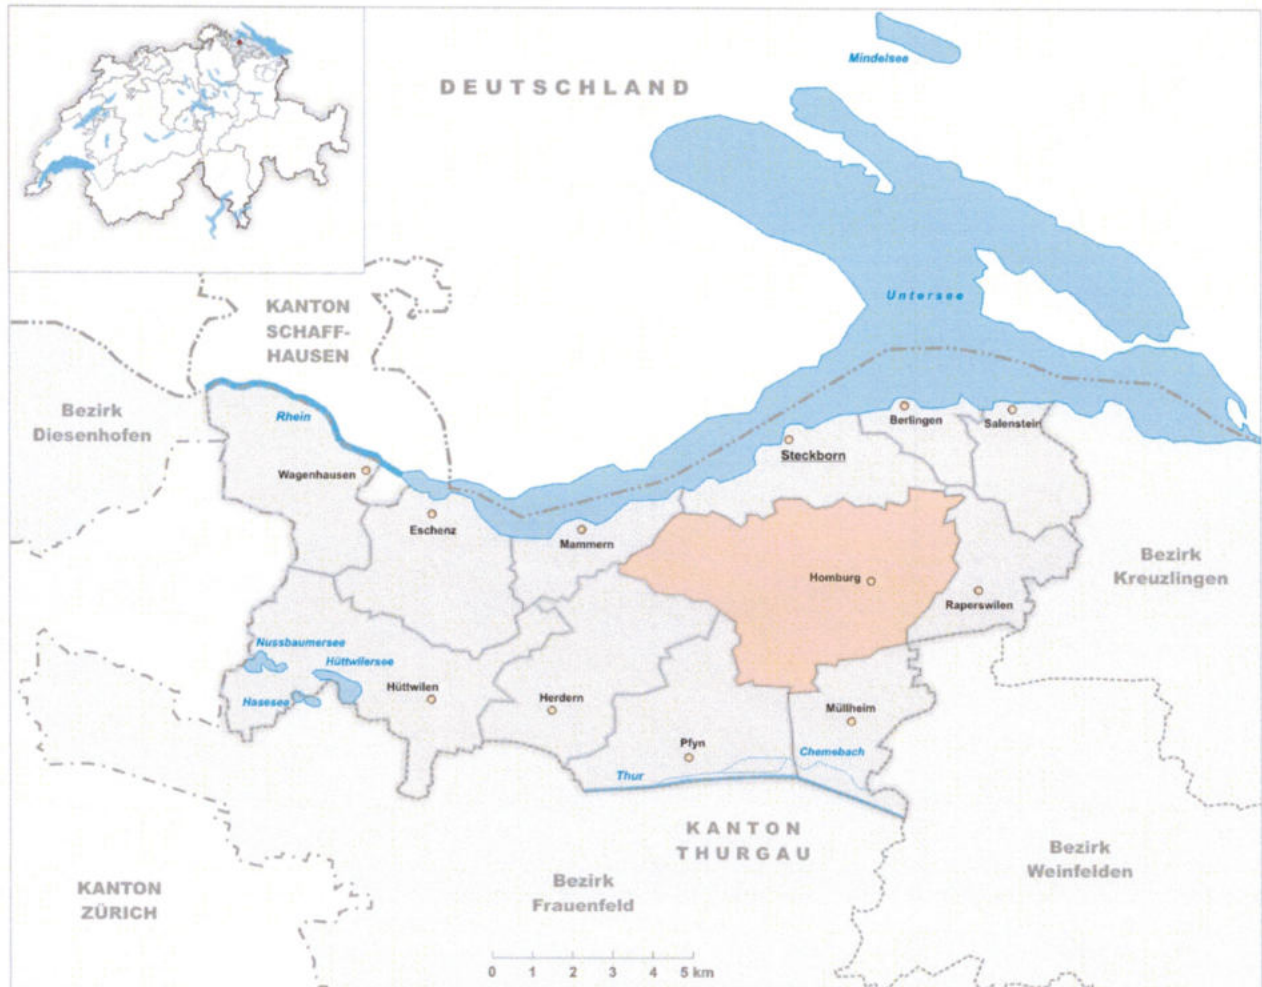 Mindelsee
DEUTSCHLAND
Untersee
KANTON
SCHAFF-
HAUSEN
Rhein
Bezirk
Diesenhofen
Berlingen
Salenstein
Steckborn
Wagenhausen
Eschenz
Mammern
Homburg
Bezirk
Kreuzlingen
Raperswilen
Nussbaumersee
Hüttwilersee
Hüttwilen
Hasesee
Herdern
Müllheim
Pfyn
Chemebach
Thur
KANTON
THURGAU
Bezirk
Weinfelden
KANTON
ZÜRICH
Bezirk
Frauenfeld
0 1 2 3 4 5 km